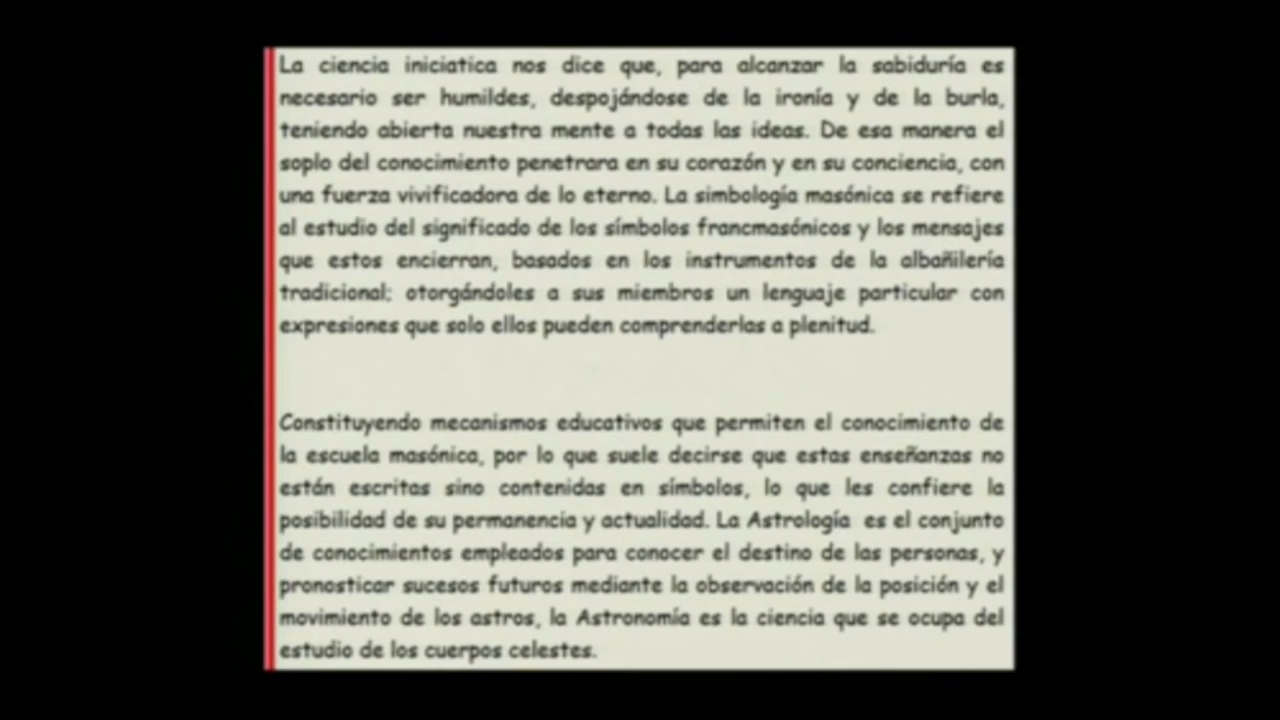 La ciencia iniciatica nos dice que, para alcanzar la sabiduría es
necesario ser humildes, despojándose de la ironía y de la burla,
teniendo abierta nuestra mente a todas las ideas. De esa manera el
soplo del conocimiento penetrara en su corazón y en su conciencia, con
una fuerza vivificadora de lo eterno. La simbología masónica se refiere
al estudio del significado de los símbolos francmasónicos y los mensajes
que estos encierran, basados en los instrumentos de la albañilería
tradicional; otorgándoles a sus miembros un lenguaje particular con
expresiones que solo ellos pueden comprenderlas a plenitud.
Constituyendo mecanismos educativos que permiten el conocimiento de
la escuela masónica, por lo que suele decirse que estas enseñanzas no
están escritas sino contenidas en símbolos, lo que les confiere la
posibilidad de su permanencia y actualidad. La Astrología es el conjunto
de conocimientos empleados para conocer el destino de las personas, y
pronosticar sucesos futuros mediante la observación de la posición y el
movimiento de los astros, la Astronomía es la ciencia que se ocupa del
estudio de los cuerpos celestes.